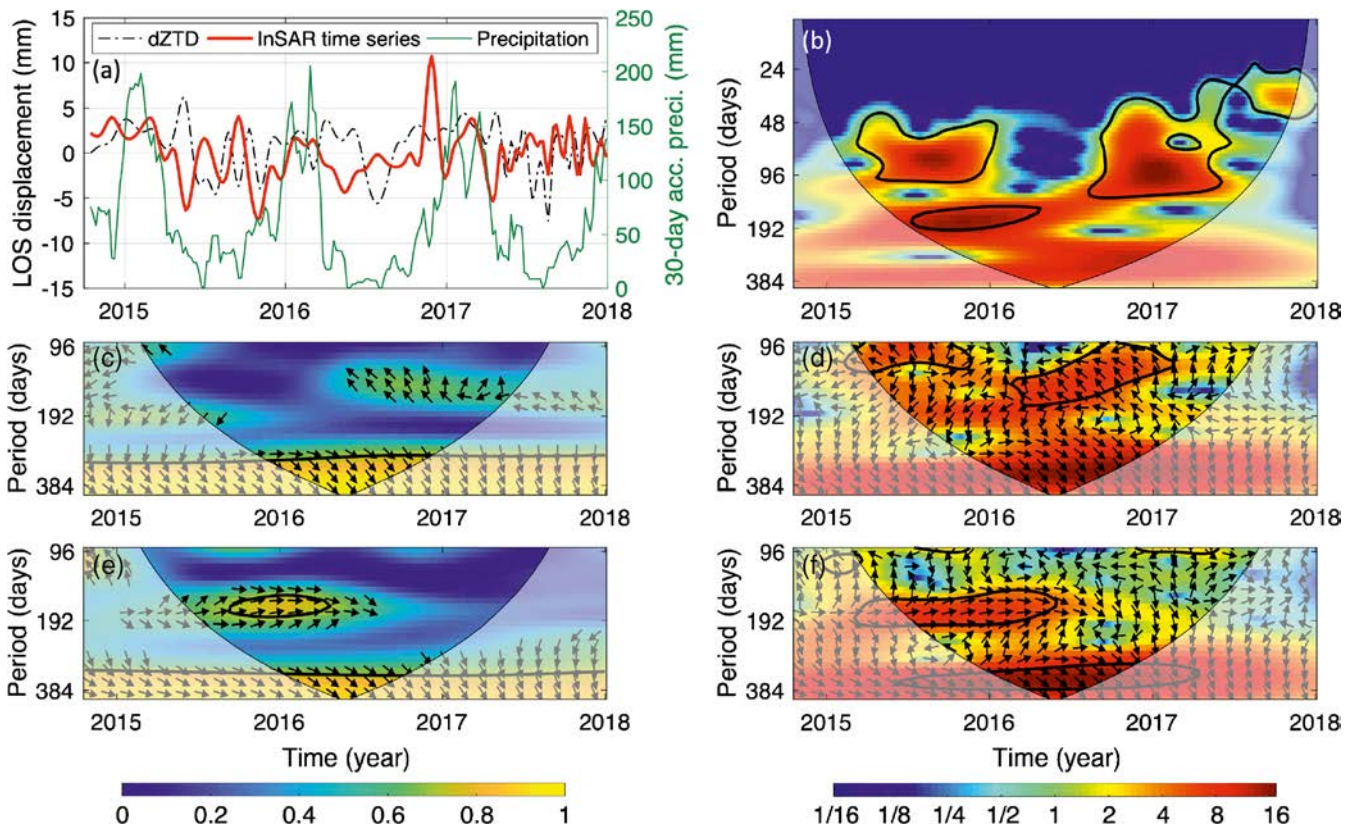 dZTD InSAR time series Precipitation
(a)
LOS displacement (mm)
15
10
5
0
-5
-10
-15
250
200
150
100
50
0
30-day acc. preci. (mm)
2015 2016 2017 2018
(b)
Period (days)
24
48
96
192
384
2015 2016 2017 2018
(c)
Period (days)
96
192
384
2015 2016 2017 2018
(d)
Period (days)
96
192
384
2015 2016 2017 2018
(e)
Period (days)
96
192
384
2015 2016 2017 2018
Time (year)
(f)
Period (days)
96
192
384
2015 2016 2017 2018
Time (year)
0 0.2 0.4 0.6 0.8 1
1/16 1/8 1/4 1/2 1 2 4 8 16